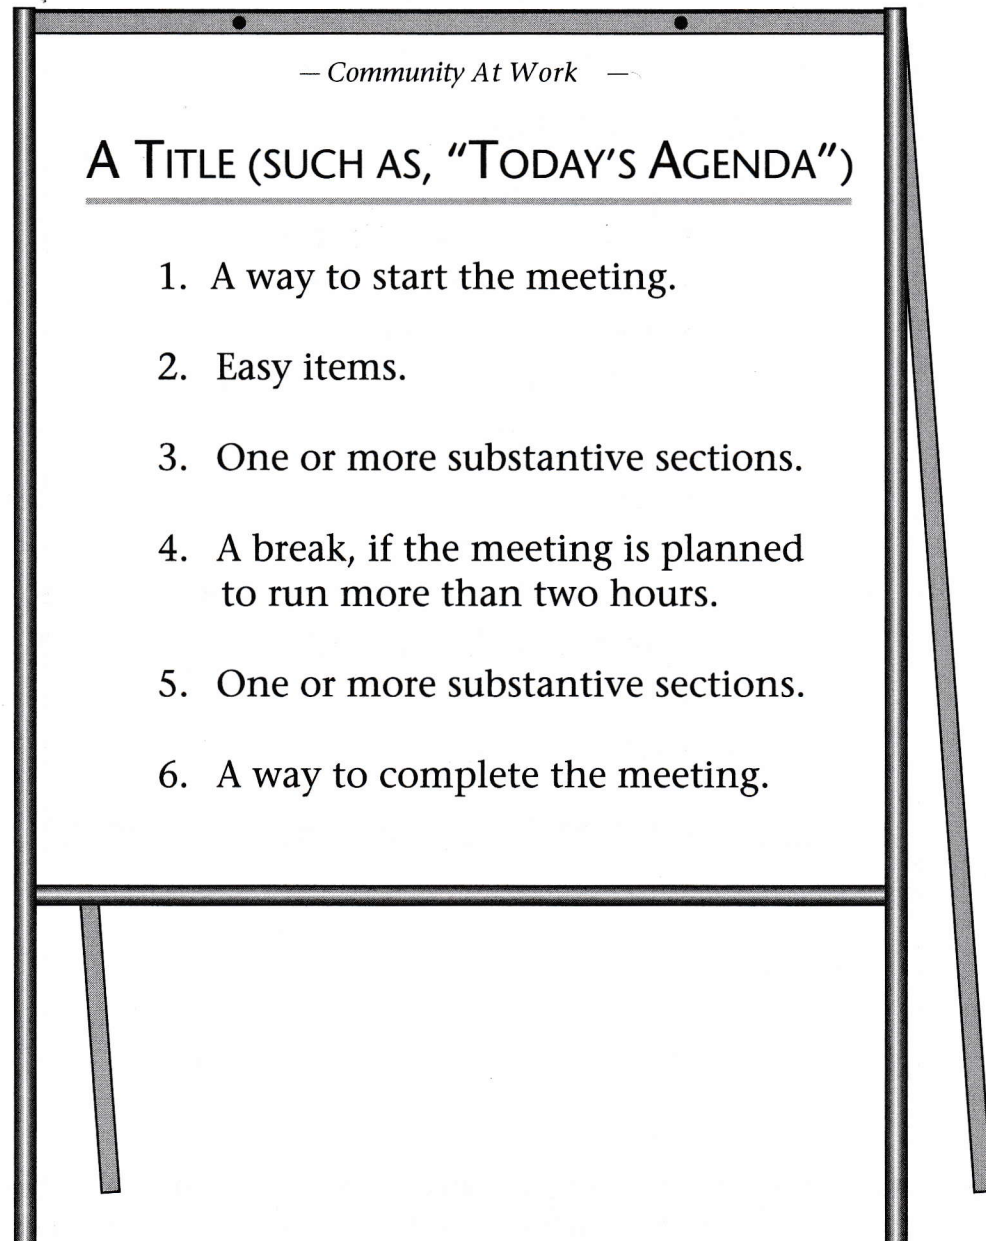 — Community At Work —
A TITLE (SUCH AS, "TODAY'S AGENDA")
1. A way to start the meeting.
2. Easy items.
3. One or more substantive sections.
4. A break, if the meeting is planned
to run more than two hours.
5. One or more substantive sections.
6. A way to complete the meeting.